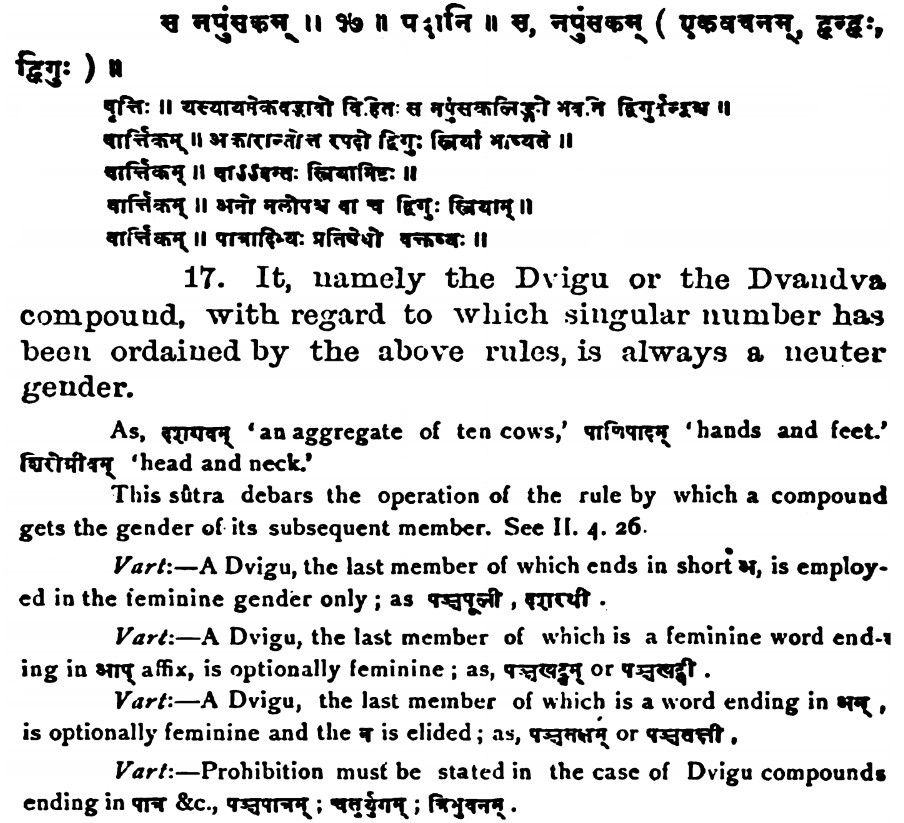 स नपुंसकम् ॥ १७ ॥ पदानि ॥ स, नपुंसकम् ( एकवचनम्, द्वन्द्वः,
द्विगुः ) ॥
वृत्तिः ॥ यस्यायमेकवद्भावो विहितः स नपुंसकलिङ्गो भवति द्विगुर्द्वन्द्वश्च ॥
वार्त्तिकम् ॥ अकारान्तोत्तरपदो द्विगुः स्त्रियां भाष्यते ॥
वार्त्तिकम् ॥ वाऽऽबन्तः स्त्रियामिष्टः ॥
वार्त्तिकम् ॥ अनो नलोपश्च वा च द्विगुः स्त्रियाम् ॥
वार्त्तिकम् ॥ पात्रादिभ्यः प्रतिषेधो वक्तव्यः ॥
17. It, namely the Dvigu or the Dvandva
compound, with regard to which singular number has
been ordained by the above rules, is always a neuter
gender.
As, दशगवम् ‘an aggregate of ten cows,’ पाणिपादम् ‘hands and feet.’
शिरोग्रीवम् ‘head and neck.’
This sûtra debars the operation of the rule by which a compound
gets the gender of its subsequent member. See II. 4. 26.
Vart:—A Dvigu, the last member of which ends in short अ, is employ-
ed in the feminine gender only ; as पञ्चपूली , दशरथी .
Vart:—A Dvigu, the last member of which is a feminine word end-
ing in आप् affix, is optionally feminine ; as, पञ्चखट्वम् or पञ्चखट्वी .
Vart:—A Dvigu, the last member of which is a word ending in अन् ,
is optionally feminine and the न is elided ; as, पञ्चतक्षम् or पञ्चतक्षी .
Vart:—Prohibition must be stated in the case of Dvigu compounds
ending in पात्र &c., पञ्चपात्रम् ; चतुर्युगम् ; त्रिभुवनम् .